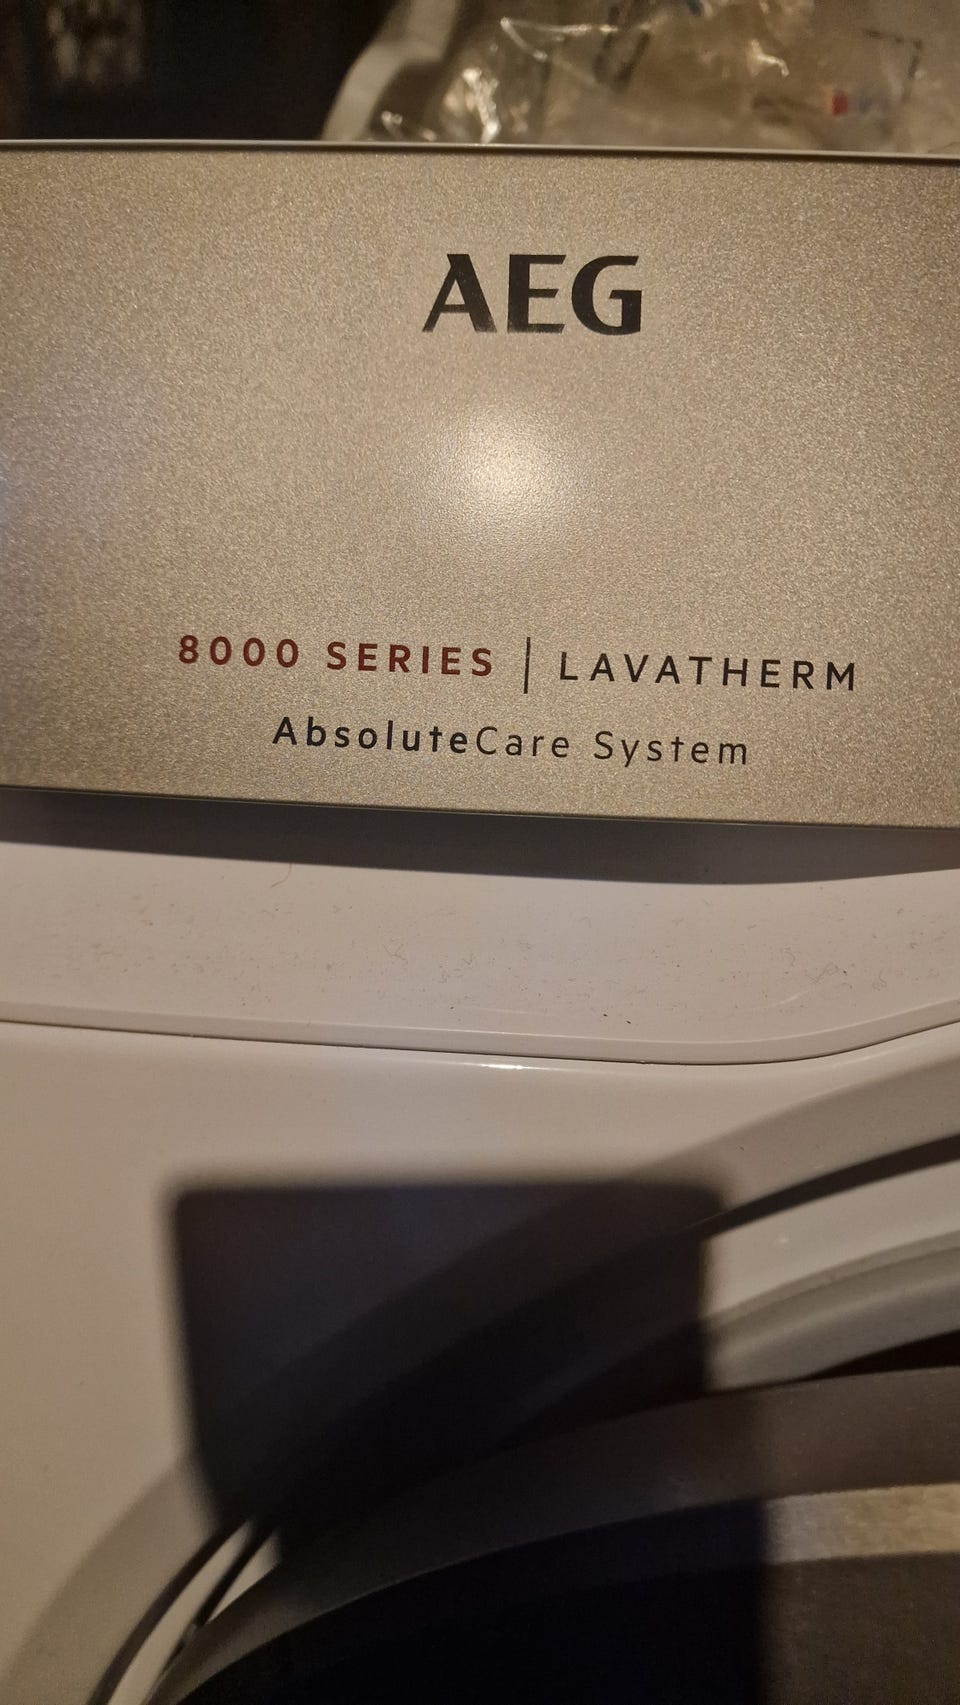 AEG
8000 SERIES | LAVATHERM
AbsoluteCare System